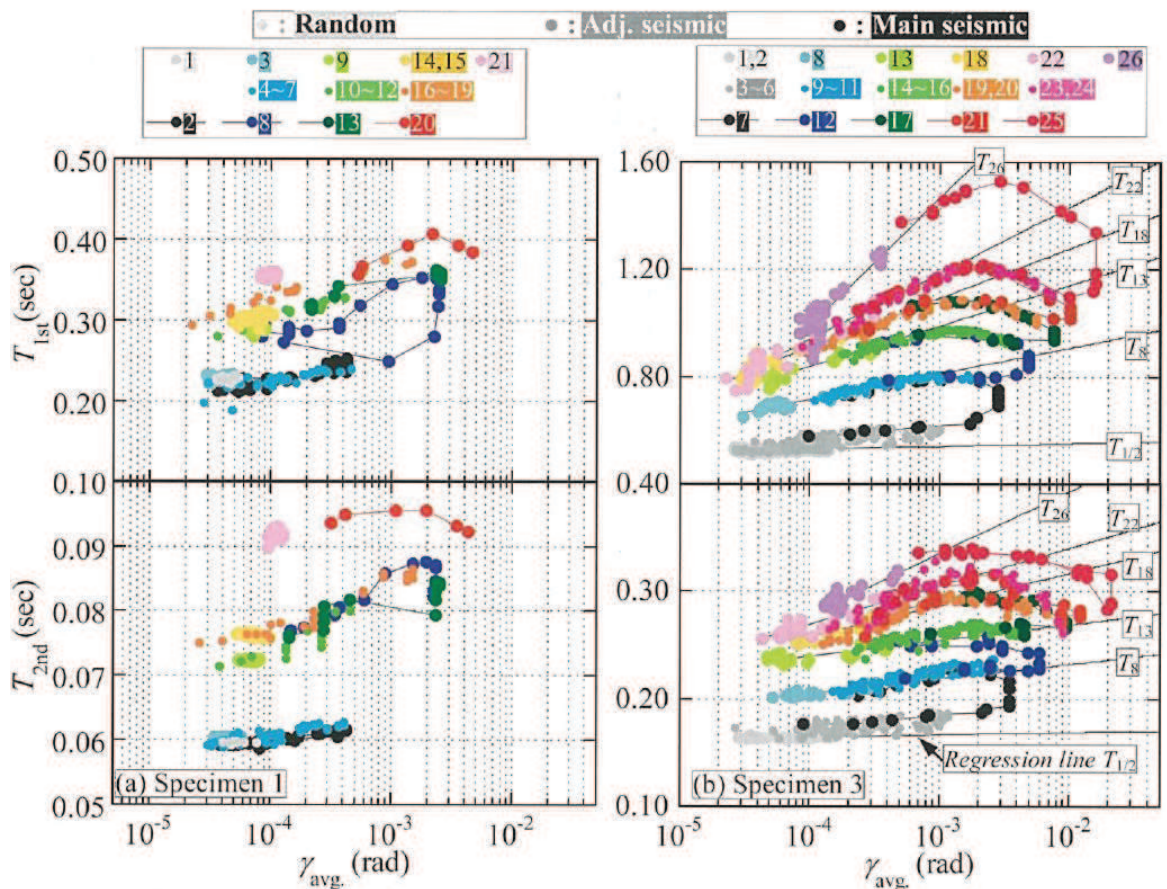 : Random : Adj. seismic : Main seismic
1 3 9 14,15 21
4~7 10~12 16~19
2 8 13 20
1,2 8 13 18 22 26
3~6 9~11 14~16 19,20 23,24
7 12 17 21 25
0.50
0.40
0.30
0.20
0.10
T1st (sec)
1.60
1.20
0.80
0.40
T26
T22
T18
T13
T8
T1/2
0.09
0.08
0.07
0.06
0.05
T2nd (sec)
(a) Specimen 1
0.30
0.20
0.10
T26
T22
T18
T13
T8
Regression line T1/2
(b) Specimen 3
10-5 10-4 10-3 10-2
γavg. (rad)
10-5 10-4 10-3 10-2
γavg. (rad)